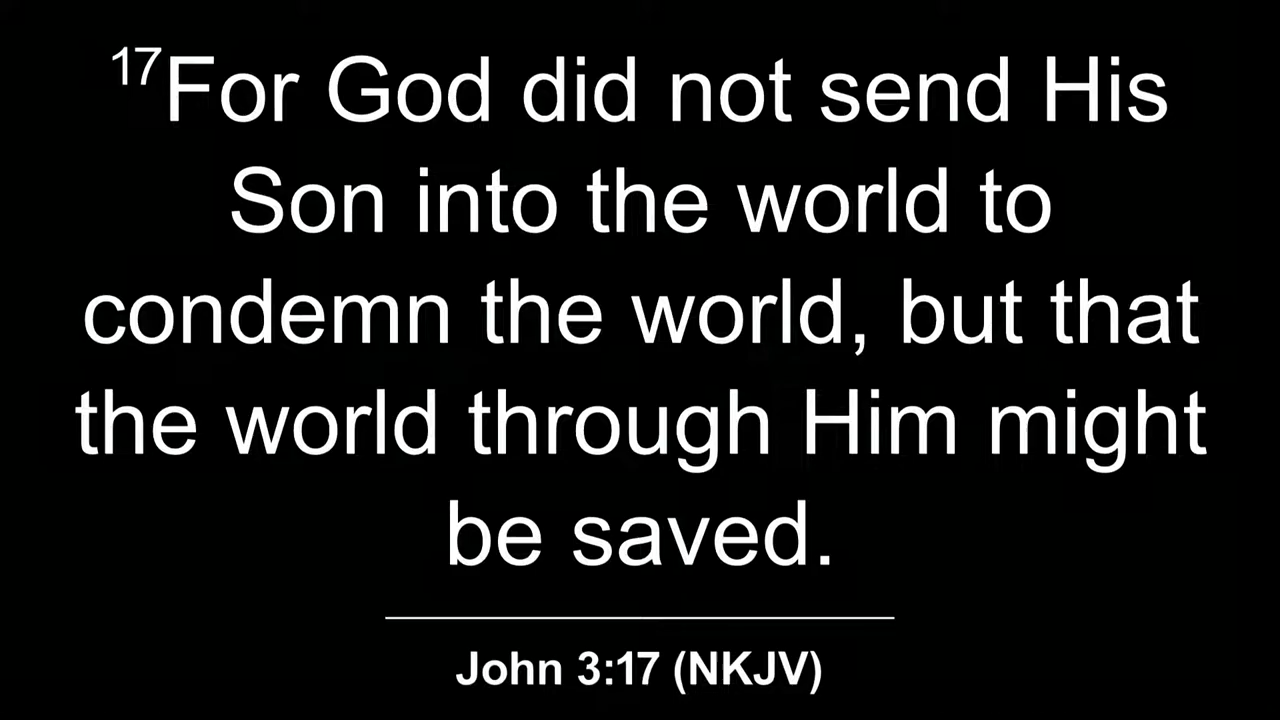 17For God did not send His
Son into the world to
condemn the world, but that
the world through Him might
be saved.
John 3:17 (NKJV)